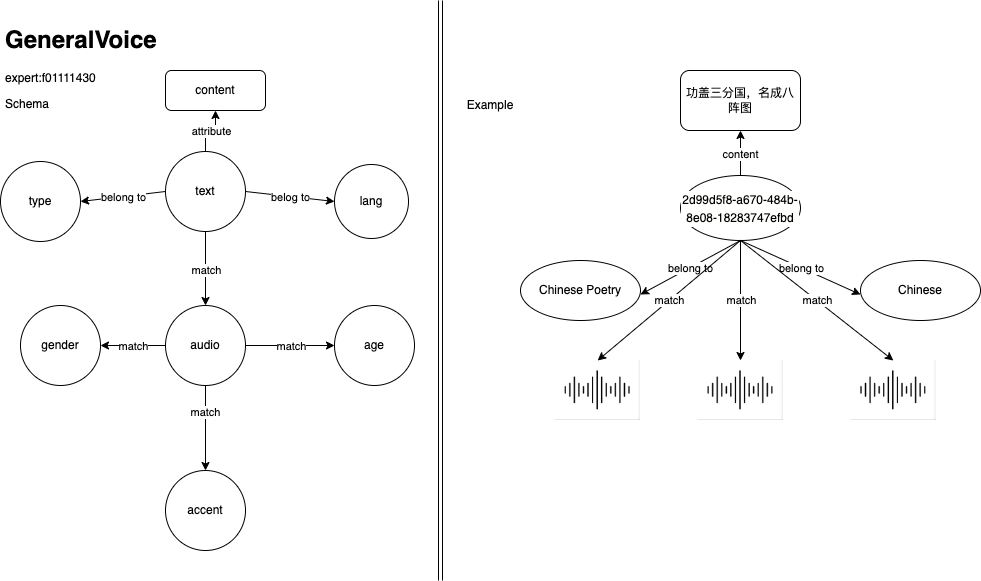 GeneralVoice
expert:f01111430
Schema
content
attribute
text
type
belong to
belog to
lang
match
gender
match
audio
match
age
match
accent
Example
功盖三分国，名成八
阵图
content
2d99d5f8-a670-484b-
8e08-18283747efbd
belong to
belong to
Chinese Poetry
Chinese
match
match
match